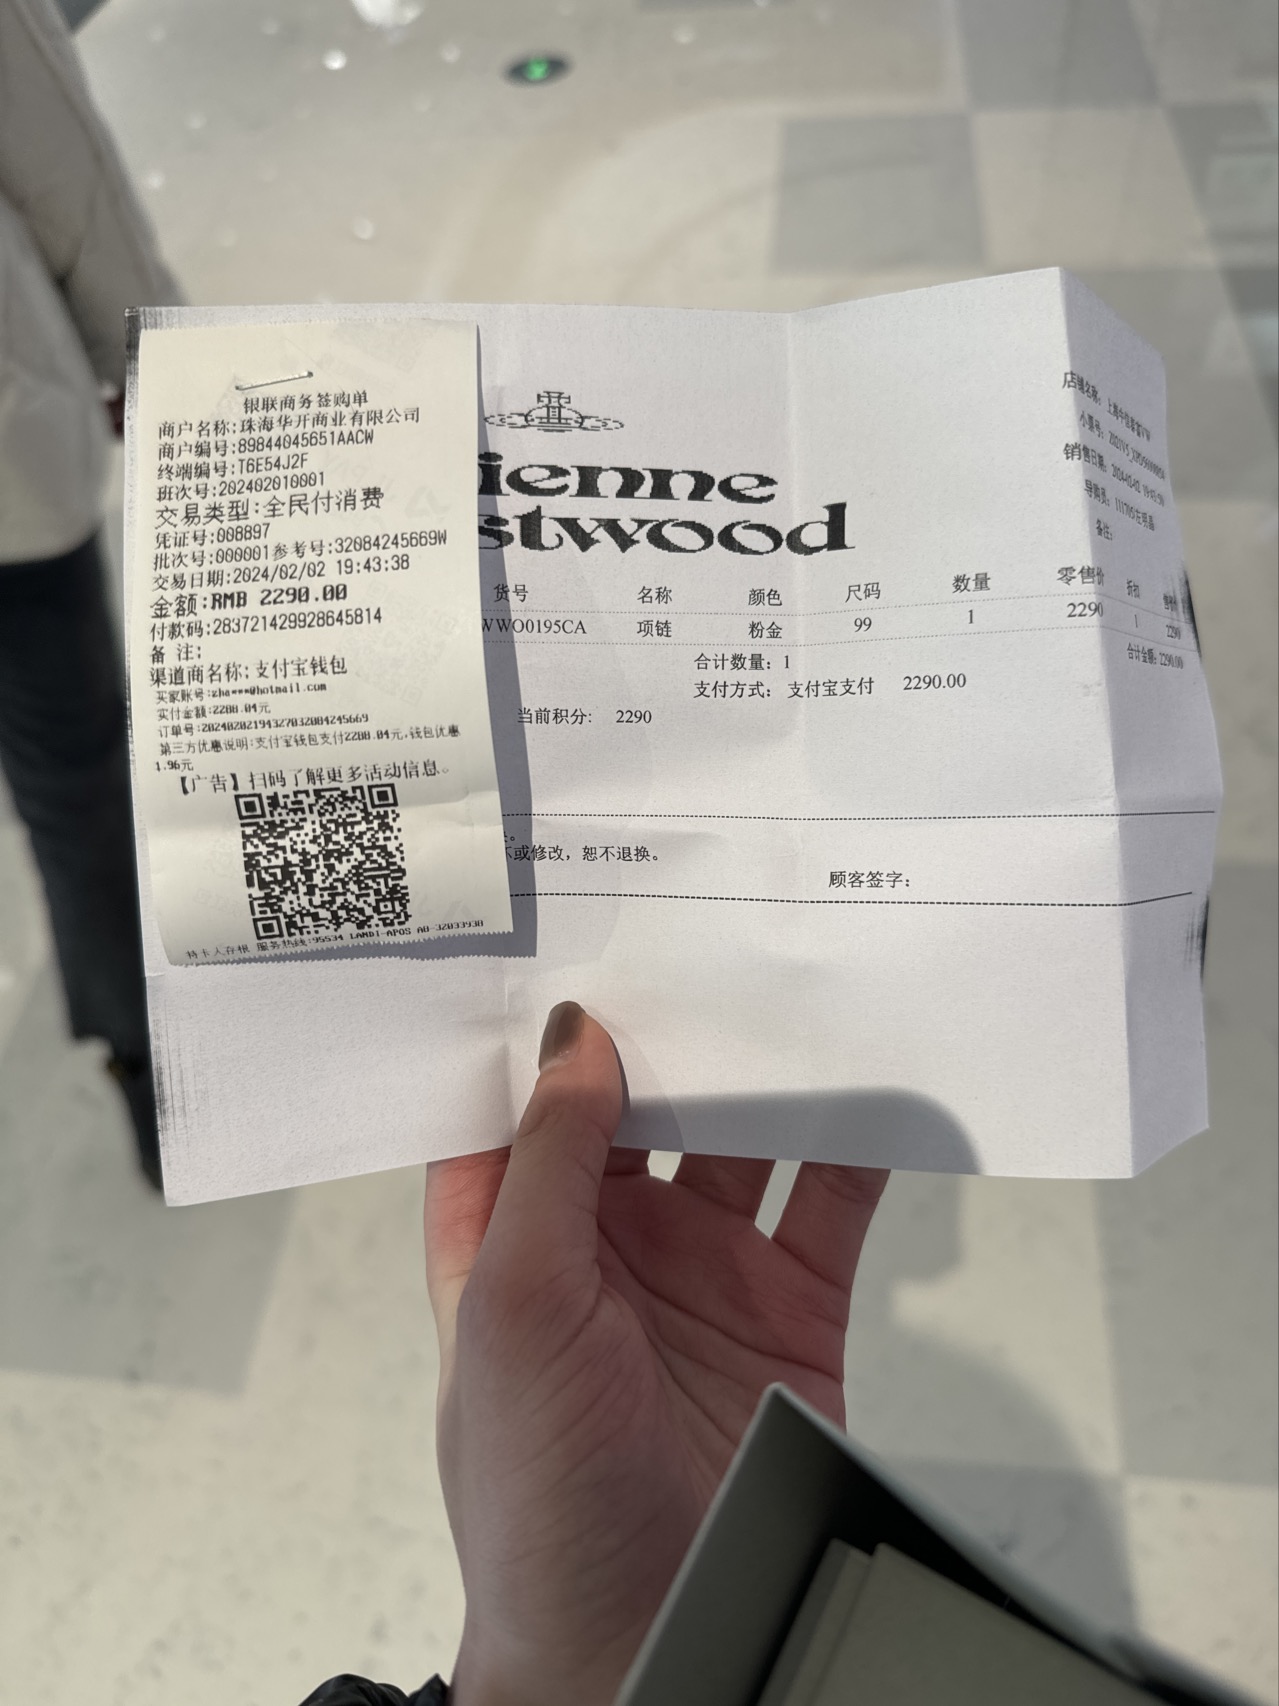 银联商务签购单
商户名称:珠海华开商业有限公司
商户编号:89844045651AACW
终端编号:T6E54J2F
班次号:202402010001
交易类型:全民付消费
凭证号:008897
批次号:000001参考号:32084245669W
交易日期:2024/02/02 19:43:38
金额:RMB 2290.00
付款码:283721429928645814
备 注:
渠道商名称:支付宝钱包
买家账号:zha***@hotmail.com
实付金额:2288.04元
订单号:20240202194327032084245669
第三方优惠说明:支付宝钱包支付2288.04元,钱包优惠
1.96元
【广告】扫码了解更多活动信息。
持卡人存根 服务热线:95534 LANDI-APOS A8-32033938
ienne
stwood
店铺名称:
小票号:
销售日期:
导购员:
备注:
货号 名称 颜色 尺码 数量 零售价 折扣
WWO0195CA 项链 粉金 99 1 2290 1 2290
合计数量: 1
合计金额: 2290.00
支付方式: 支付宝支付 2290.00
当前积分: 2290
或修改，恕不退换。
顾客签字: